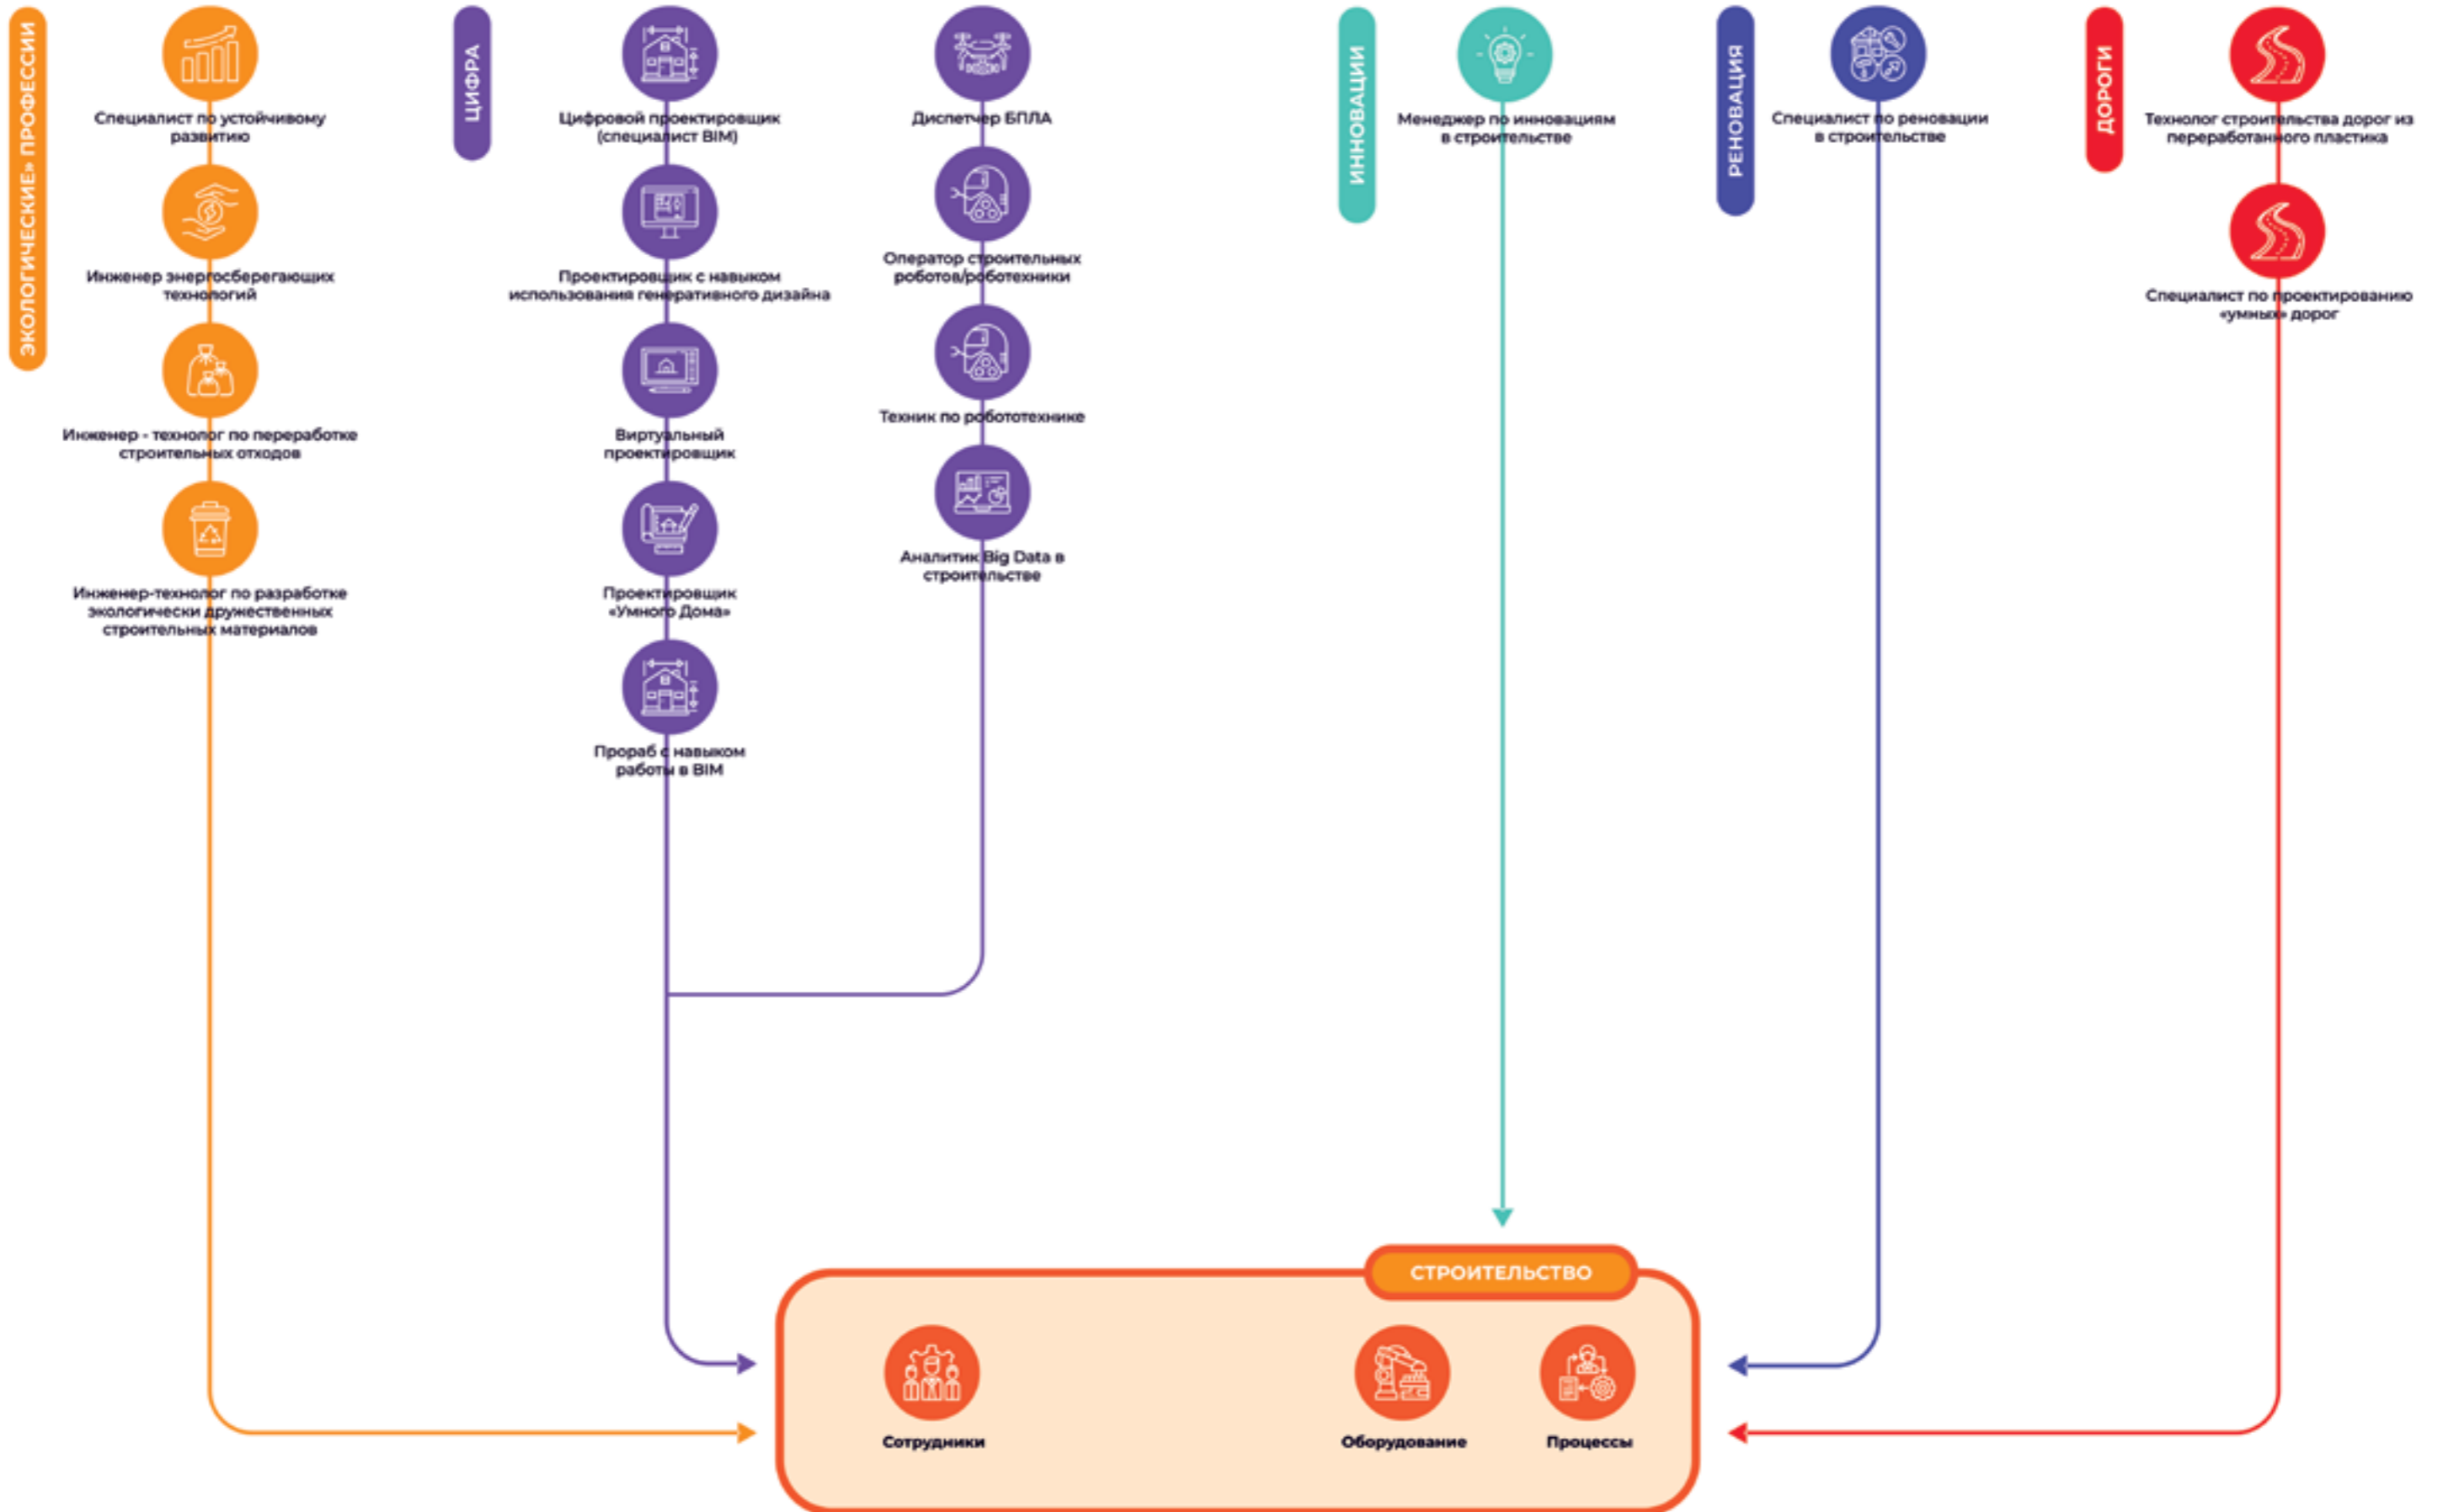 ЭКОЛОГИЧЕСКИЕ» ПРОФЕССИИ
Специалист по устойчивому
развитию
Инженер энергосберегающих
технологий
Инженер - технолог по переработке
строительных отходов
Инженер-технолог по разработке
экологически дружественных
строительных материалов
ЦИФРА
Цифровой проектировщик
(специалист BIM)
Проектировщик с навыком
использования генеративного дизайна
Виртуальный
проектировщик
Проектировщик
«Умного Дома»
Прораб с навыком
работы в BIM
Диспетчер БПЛА
Оператор строительных
роботов/роботехники
Техник по робототехнике
Аналитик Big Data в
строительстве
ИННОВАЦИИ
Менеджер по инновациям
в строительстве
РЕНОВАЦИЯ
Специалист по реновации
в строительстве
ДОРОГИ
Технолог строительства дорог из
переработанного пластика
Специалист по проектированию
«умных» дорог
СТРОИТЕЛЬСТВО
Сотрудники
Оборудование
Процессы